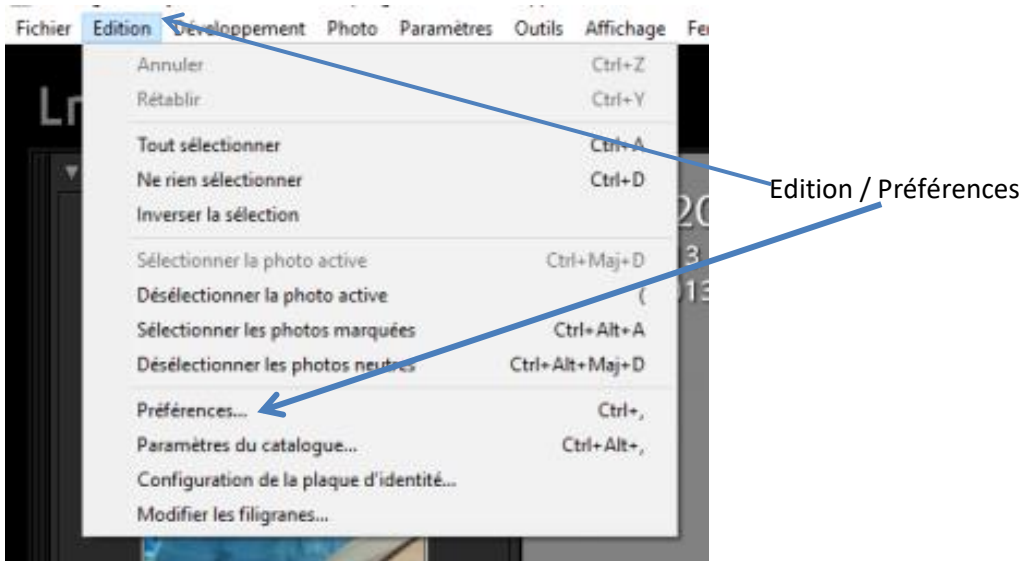 Fichier Edition Développement Photo Paramètres Outils Affichage
Annuler Ctrl+Z
Rétablir Ctrl+Y
Tout sélectionner Ctrl+A
Ne rien sélectionner Ctrl+D
Inverser la sélection
Sélectionner la photo active Ctrl+Maj+D
Désélectionner la photo active (
Sélectionner les photos marquées Ctrl+Alt+A
Désélectionner les photos neutres Ctrl+Alt+Maj+D
Préférences... Ctrl+,
Paramètres du catalogue... Ctrl+Alt+,
Configuration de la plaque d'identité...
Modifier les filigranes...
Edition / Préférences